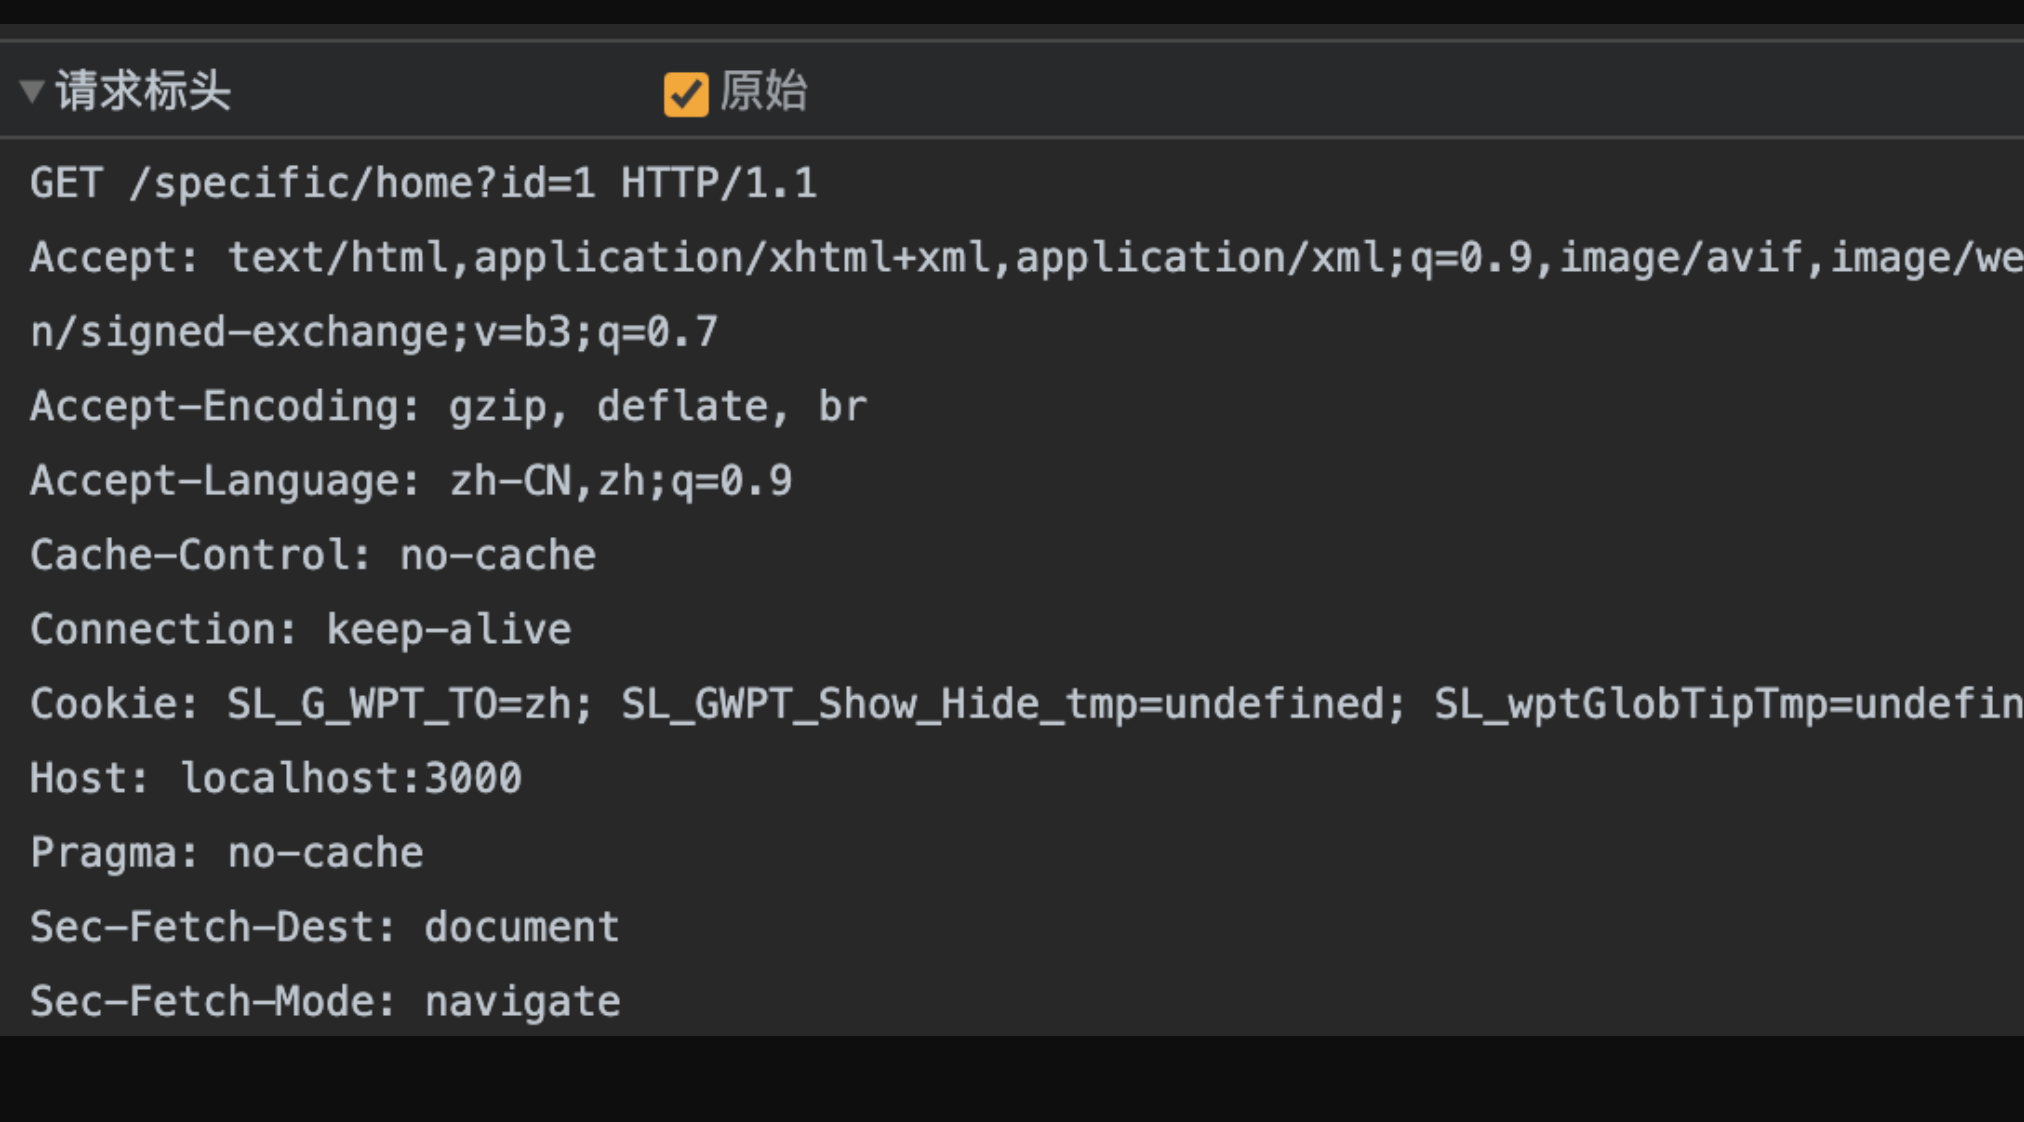 请求标头 原始
GET /specific/home?id=1 HTTP/1.1
Accept: text/html,application/xhtml+xml,application/xml;q=0.9,image/avif,image/we
n/signed-exchange;v=b3;q=0.7
Accept-Encoding: gzip, deflate, br
Accept-Language: zh-CN,zh;q=0.9
Cache-Control: no-cache
Connection: keep-alive
Cookie: SL_G_WPT_TO=zh; SL_GWPT_Show_Hide_tmp=undefined; SL_wptGlobTipTmp=undefin
Host: localhost:3000
Pragma: no-cache
Sec-Fetch-Dest: document
Sec-Fetch-Mode: navigate